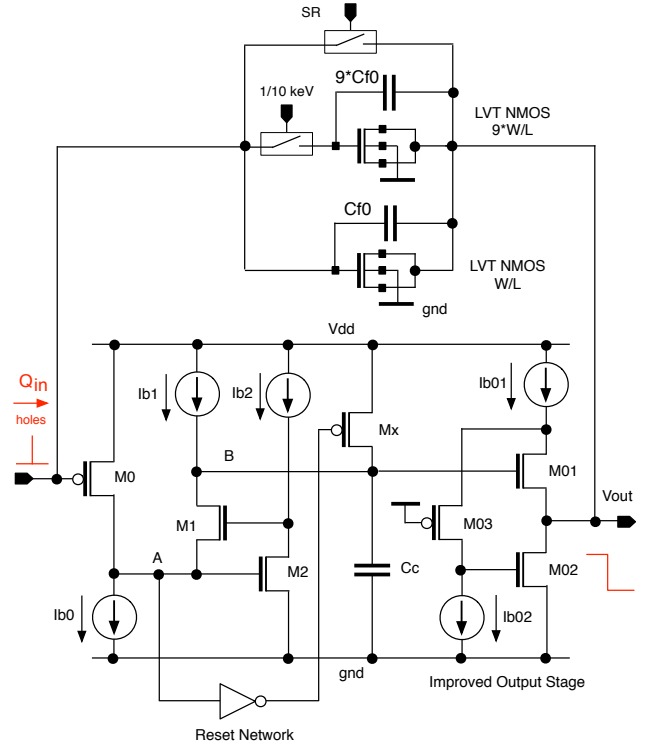 SR
9*Cf0
1/10 keV
LVT NMOS
9*W/L
Cf0
LVT NMOS
W/L
gnd
Vdd
Qin
holes
Ib1
Ib2
Ib01
Mx
M0
B
M01
Vout
M1
M03
A
M2
Cc
M02
Ib0
Ib02
gnd
Improved Output Stage
Reset Network